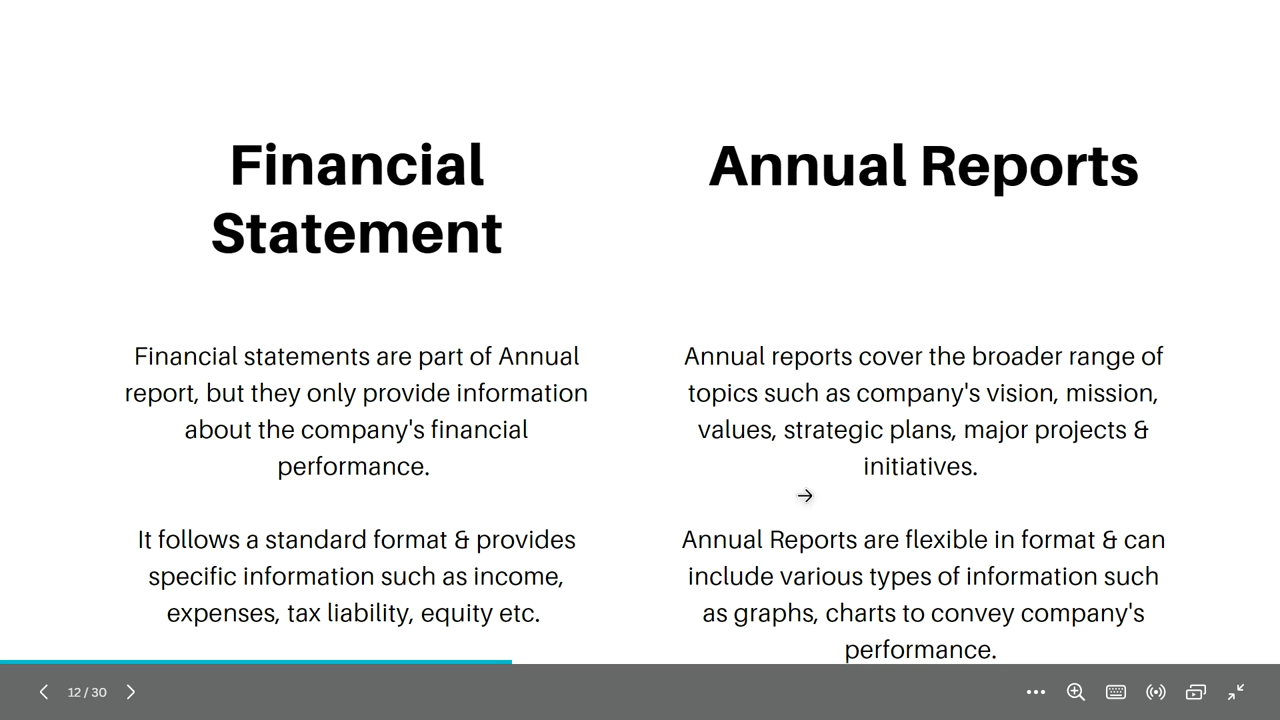 Financial
Statement
Financial statements are part of Annual
report, but they only provide information
about the company's financial
performance.
It follows a standard format & provides
specific information such as income,
expenses, tax liability, equity etc.
Annual Reports
Annual reports cover the broader range of
topics such as company's vision, mission,
values, strategic plans, major projects &
initiatives.
Annual Reports are flexible in format & can
include various types of information such
as graphs, charts to convey company's
performance.
12 / 30